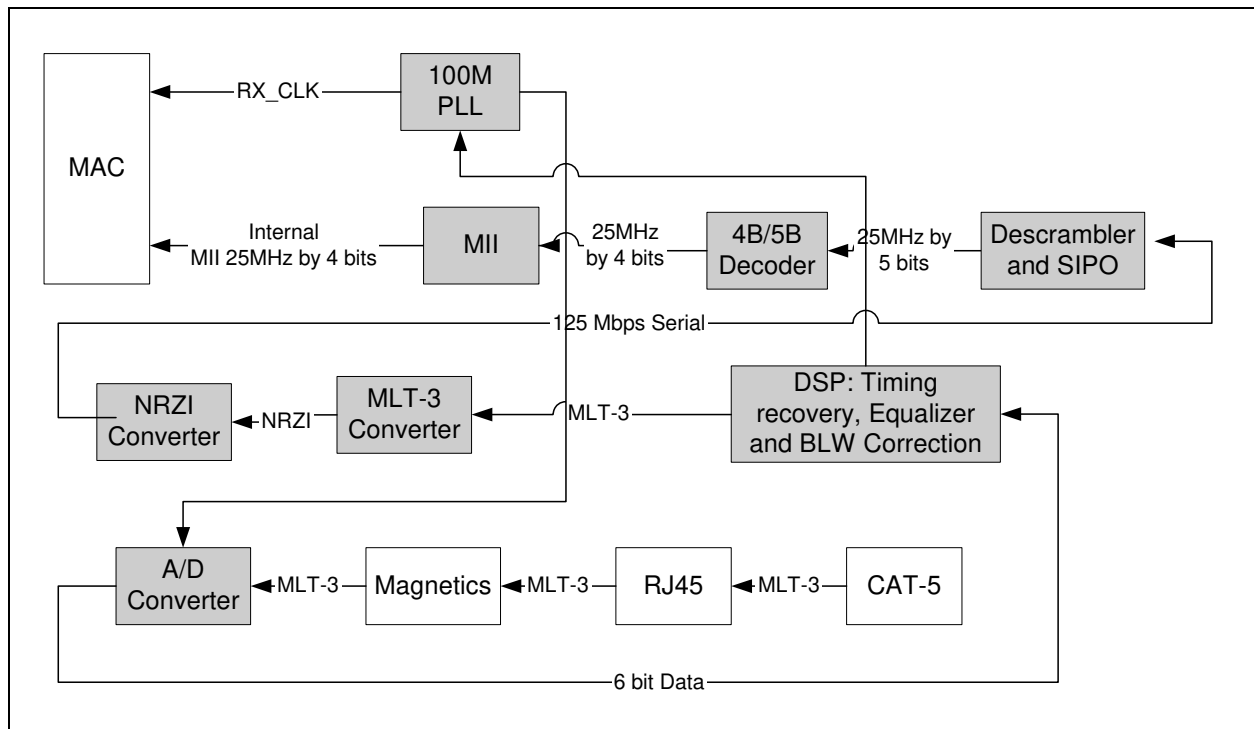 100M
PLL
RX_CLK
MAC
Internal
MII 25MHz by 4 bits
MII
25MHz
by 4 bits
4B/5B
Decoder
25MHz by
5 bits
Descrambler
and SIPO
125 Mbps Serial
NRZI
Converter
NRZI
MLT-3
Converter
MLT-3
DSP: Timing
recovery, Equalizer
and BLW Correction
A/D
Converter
MLT-3
Magnetics
MLT-3
RJ45
MLT-3
CAT-5
6 bit Data